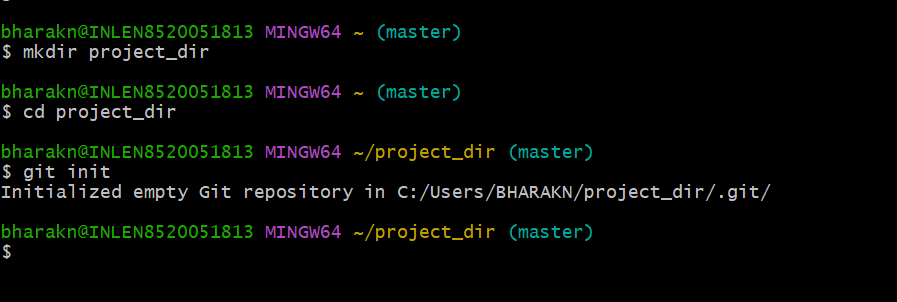 bharakn@INLEN8520051813 MINGW64 ~ (master)
$ mkdir project_dir
bharakn@INLEN8520051813 MINGW64 ~ (master)
$ cd project_dir
bharakn@INLEN8520051813 MINGW64 ~/project_dir (master)
$ git init
Initialized empty Git repository in C:/Users/BHARAKN/project_dir/.git/
bharakn@INLEN8520051813 MINGW64 ~/project_dir (master)
$